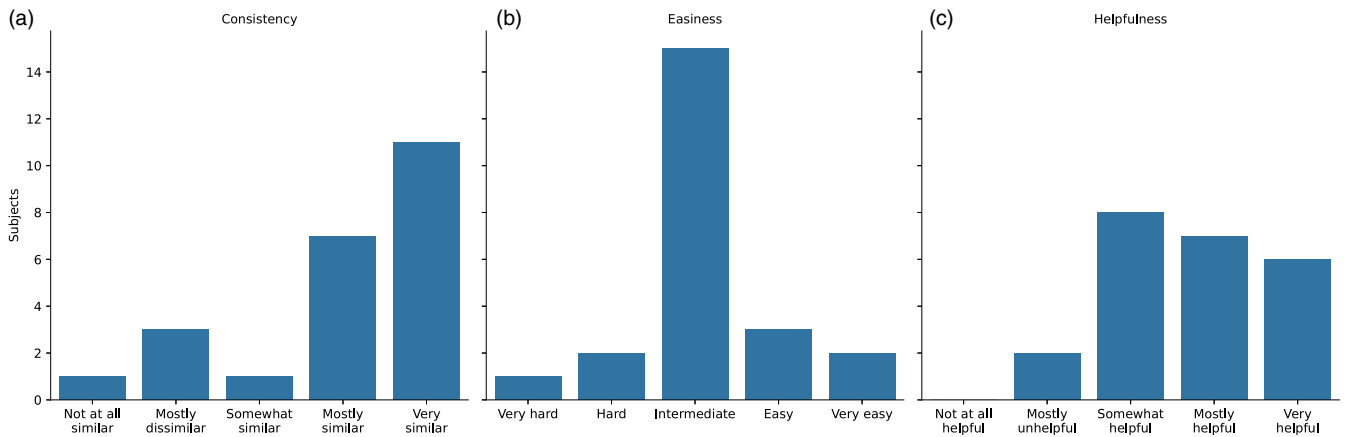 (a)
Consistency
(b)
Easiness
(c)
Helpfulness
Subjects
14
12
10
8
6
4
2
0
Not at all
similar
Mostly
dissimilar
Somewhat
similar
Mostly
similar
Very
similar
Very hard
Hard
Intermediate
Easy
Very easy
Not at all
helpful
Mostly
unhelpful
Somewhat
helpful
Mostly
helpful
Very
helpful